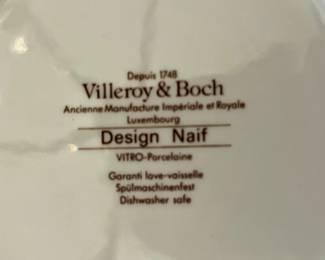 Depuis 1748
Villeroy & Boch
Ancienne Manufacture Impériale et Royale
Luxembourg
Design Naif
VITRO-Porcelaine
Garanti lave-vaisselle
Spülmaschinenfest
Dishwasher safe